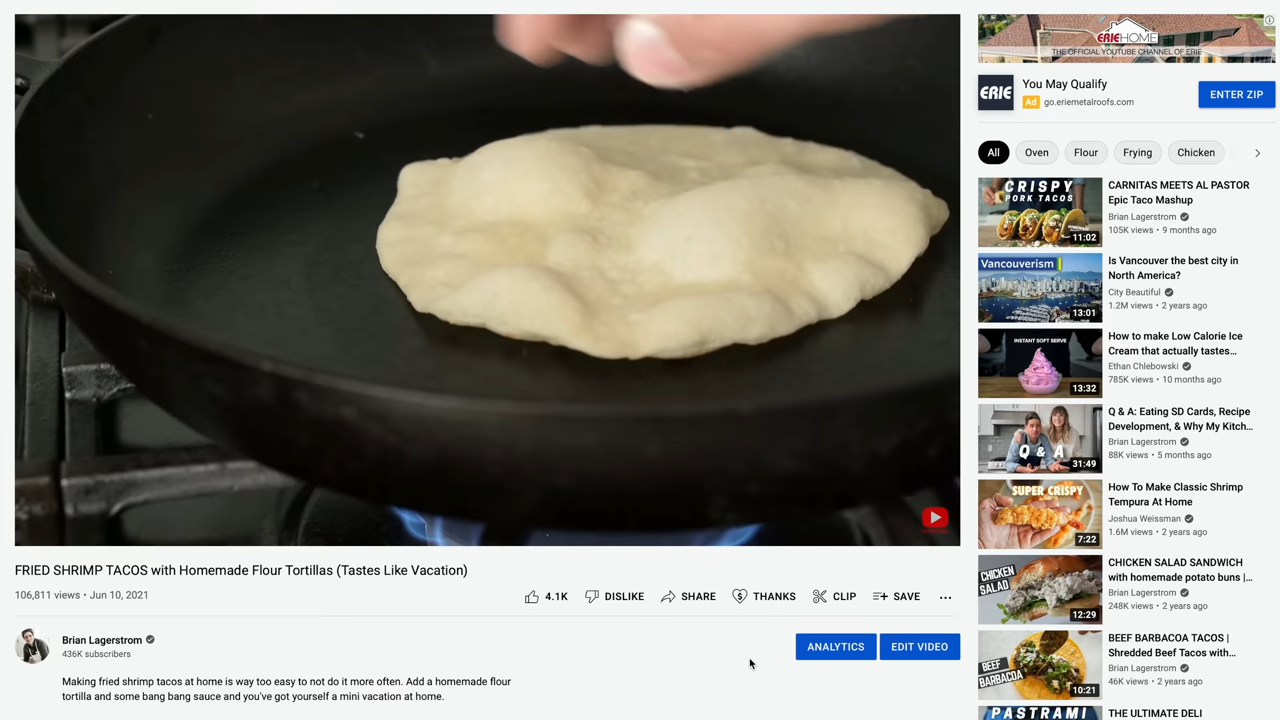 FRIED SHRIMP TACOS with Homemade Flour Tortillas (Tastes Like Vacation)
106,811 views • Jun 10, 2021
4.1K
DISLIKE
SHARE
THANKS
CLIP
SAVE
Brian Lagerstrom
436K subscribers
ANALYTICS
EDIT VIDEO
Making fried shrimp tacos at home is way too easy to not do it more often. Add a homemade flour
tortilla and some bang bang sauce and you've got yourself a mini vacation at home.
ERIEHOME
THE OFFICIAL YOUTUBE CHANNEL OF ERIE
ERIE
You May Qualify
Ad go.eriemetalroofs.com
ENTER ZIP
All
Oven
Flour
Frying
Chicken
CRISPY
PORK TACOS
11:02
CARNITAS MEETS AL PASTOR
Epic Taco Mashup
Brian Lagerstrom
105K views • 9 months ago
Vancouverism
13:01
Is Vancouver the best city in
North America?
City Beautiful
1.2M views • 2 years ago
INSTANT SOFT SERVE
13:32
How to make Low Calorie Ice
Cream that actually tastes...
Ethan Chlebowski
785K views • 10 months ago
Q & A
31:49
Q & A: Eating SD Cards, Recipe
Development, & Why My Kitch...
Brian Lagerstrom
88K views • 5 months ago
SUPER CRISPY
7:22
How To Make Classic Shrimp
Tempura At Home
Joshua Weissman
1.6M views • 2 years ago
CHICKEN
SALAD
12:29
CHICKEN SALAD SANDWICH
with homemade potato buns |...
Brian Lagerstrom
248K views • 2 years ago
BEEF
BARBACOA
10:21
BEEF BARBACOA TACOS |
Shredded Beef Tacos with...
Brian Lagerstrom
46K views • 2 years ago
PASTRAMI
THE ULTIMATE DELI